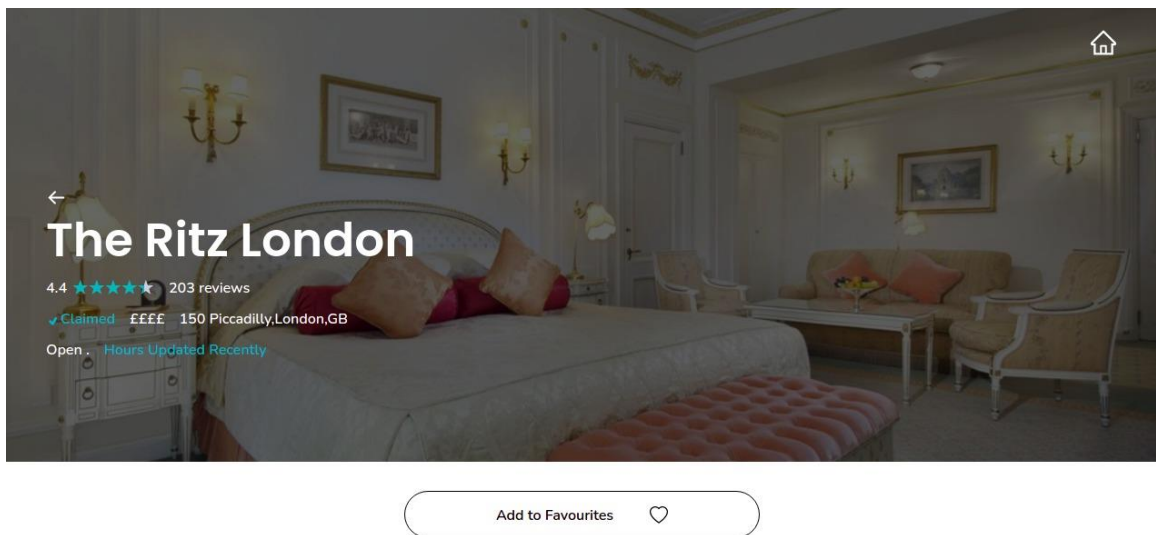 The Ritz London
4.4 203 reviews
Claimed ££££ 150 Piccadilly,London,GB
Open . Hours Updated Recently
Add to Favourites